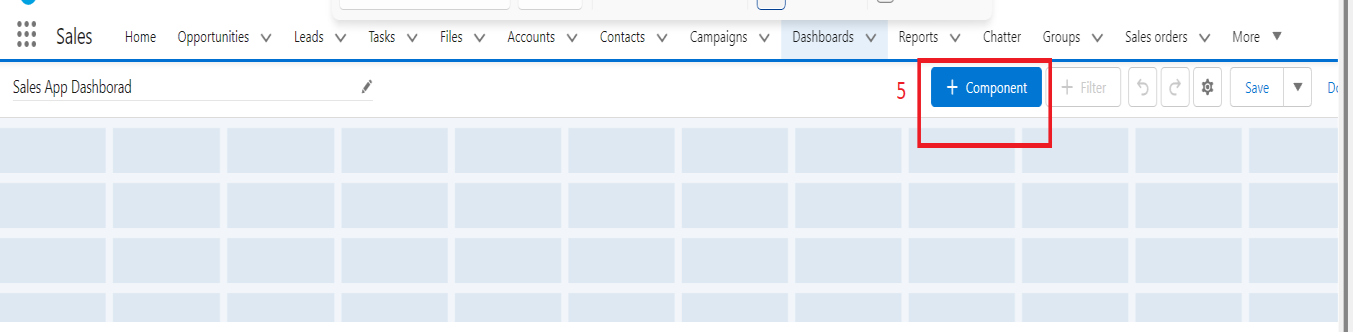 Sales Home Opportunities Leads Tasks Files Accounts Contacts Campaigns Dashboards Reports Chatter Groups Sales orders More
Sales App Dashborad 5 + Component + Filter Save